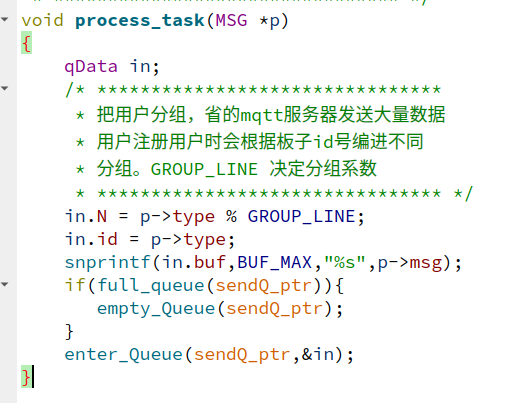 void process_task(MSG *p)
{
qData in;
/* ********************************
* 把用户分组，省的mqtt服务器发送大量数据
* 用户注册用户时会根据板子id号编进不同
* 分组。GROUP_LINE 决定分组系数
* ******************************** */
in.N = p->type % GROUP_LINE;
in.id = p->type;
snprintf(in.buf,BUF_MAX,"%s",p->msg);
if(full_queue(sendQ_ptr)){
empty_Queue(sendQ_ptr);
}
enter_Queue(sendQ_ptr,&in);
}